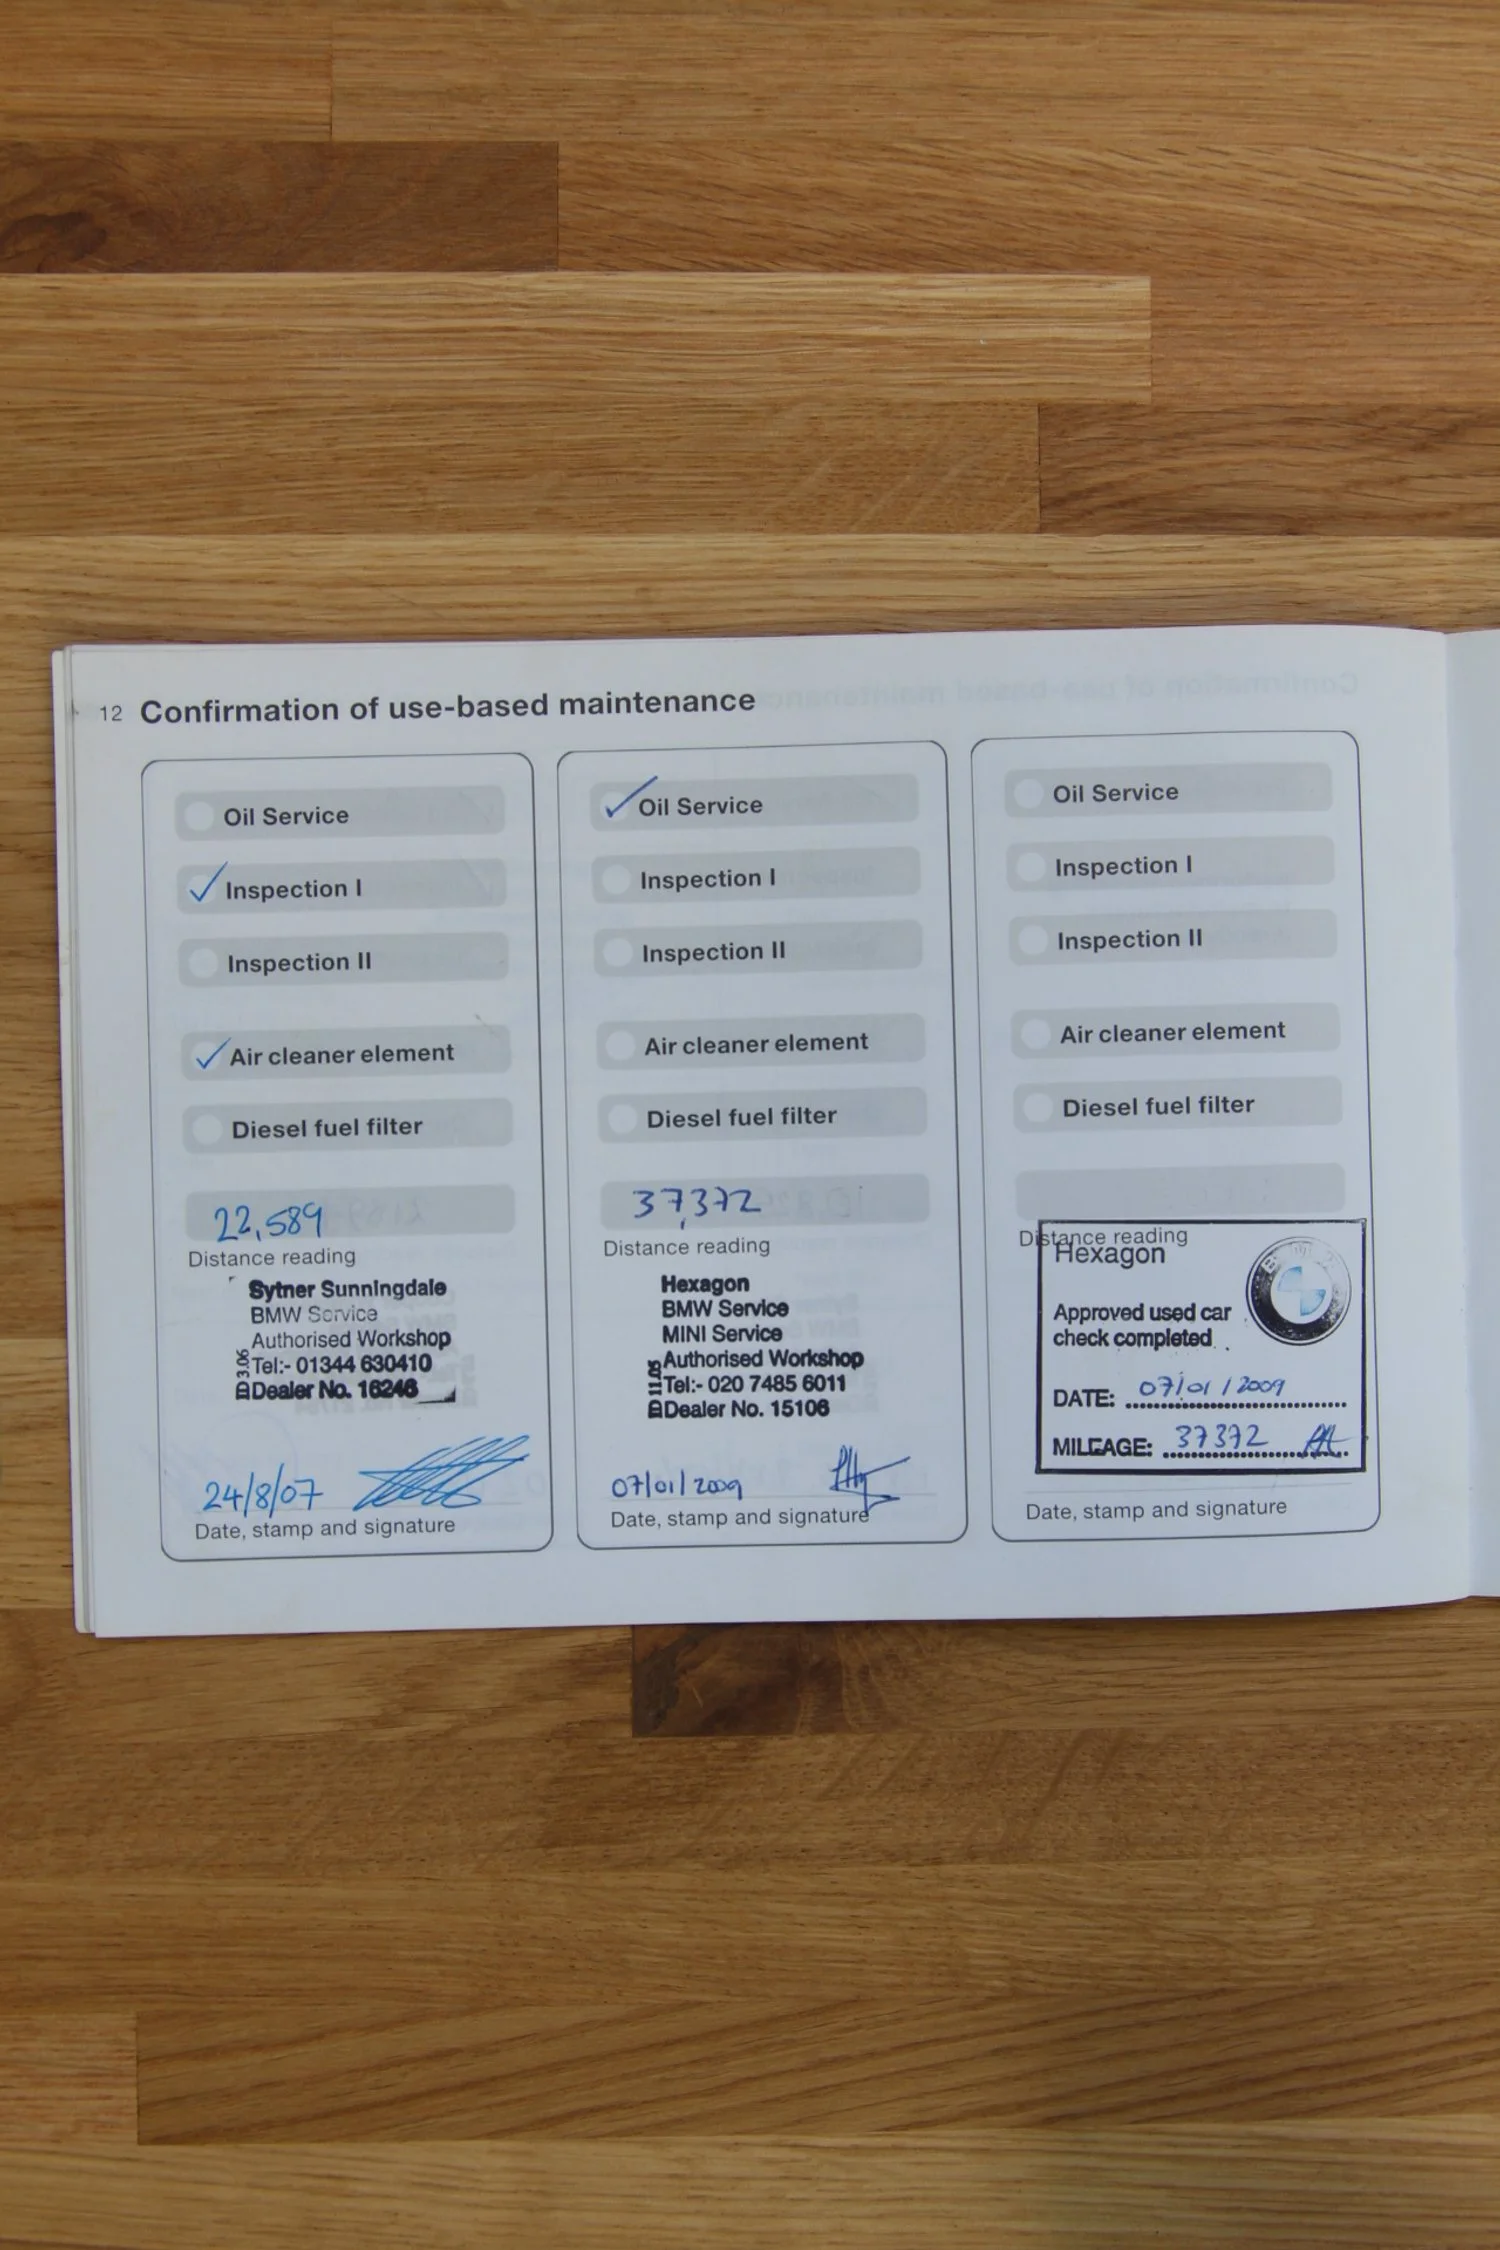 12 Confirmation of use-based maintenance
Oil Service
Inspection I
Inspection II
Air cleaner element
Diesel fuel filter
22,589
Distance reading
Sytner Sunningdale
BMW Service
Authorised Workshop
Tel:- 01344 630410
Dealer No. 16246
24/8/07
Date, stamp and signature
Oil Service
Inspection I
Inspection II
Air cleaner element
Diesel fuel filter
37,372
Distance reading
Hexagon
BMW Service
MINI Service
Authorised Workshop
Tel:- 020 7485 6011
Dealer No. 15106
07/01/2009
Date, stamp and signature
Oil Service
Inspection I
Inspection II
Air cleaner element
Diesel fuel filter
Distance reading
Hexagon
BMW
Approved used car
check completed
DATE: 07/01/2009
MILEAGE: 37372
Date, stamp and signature